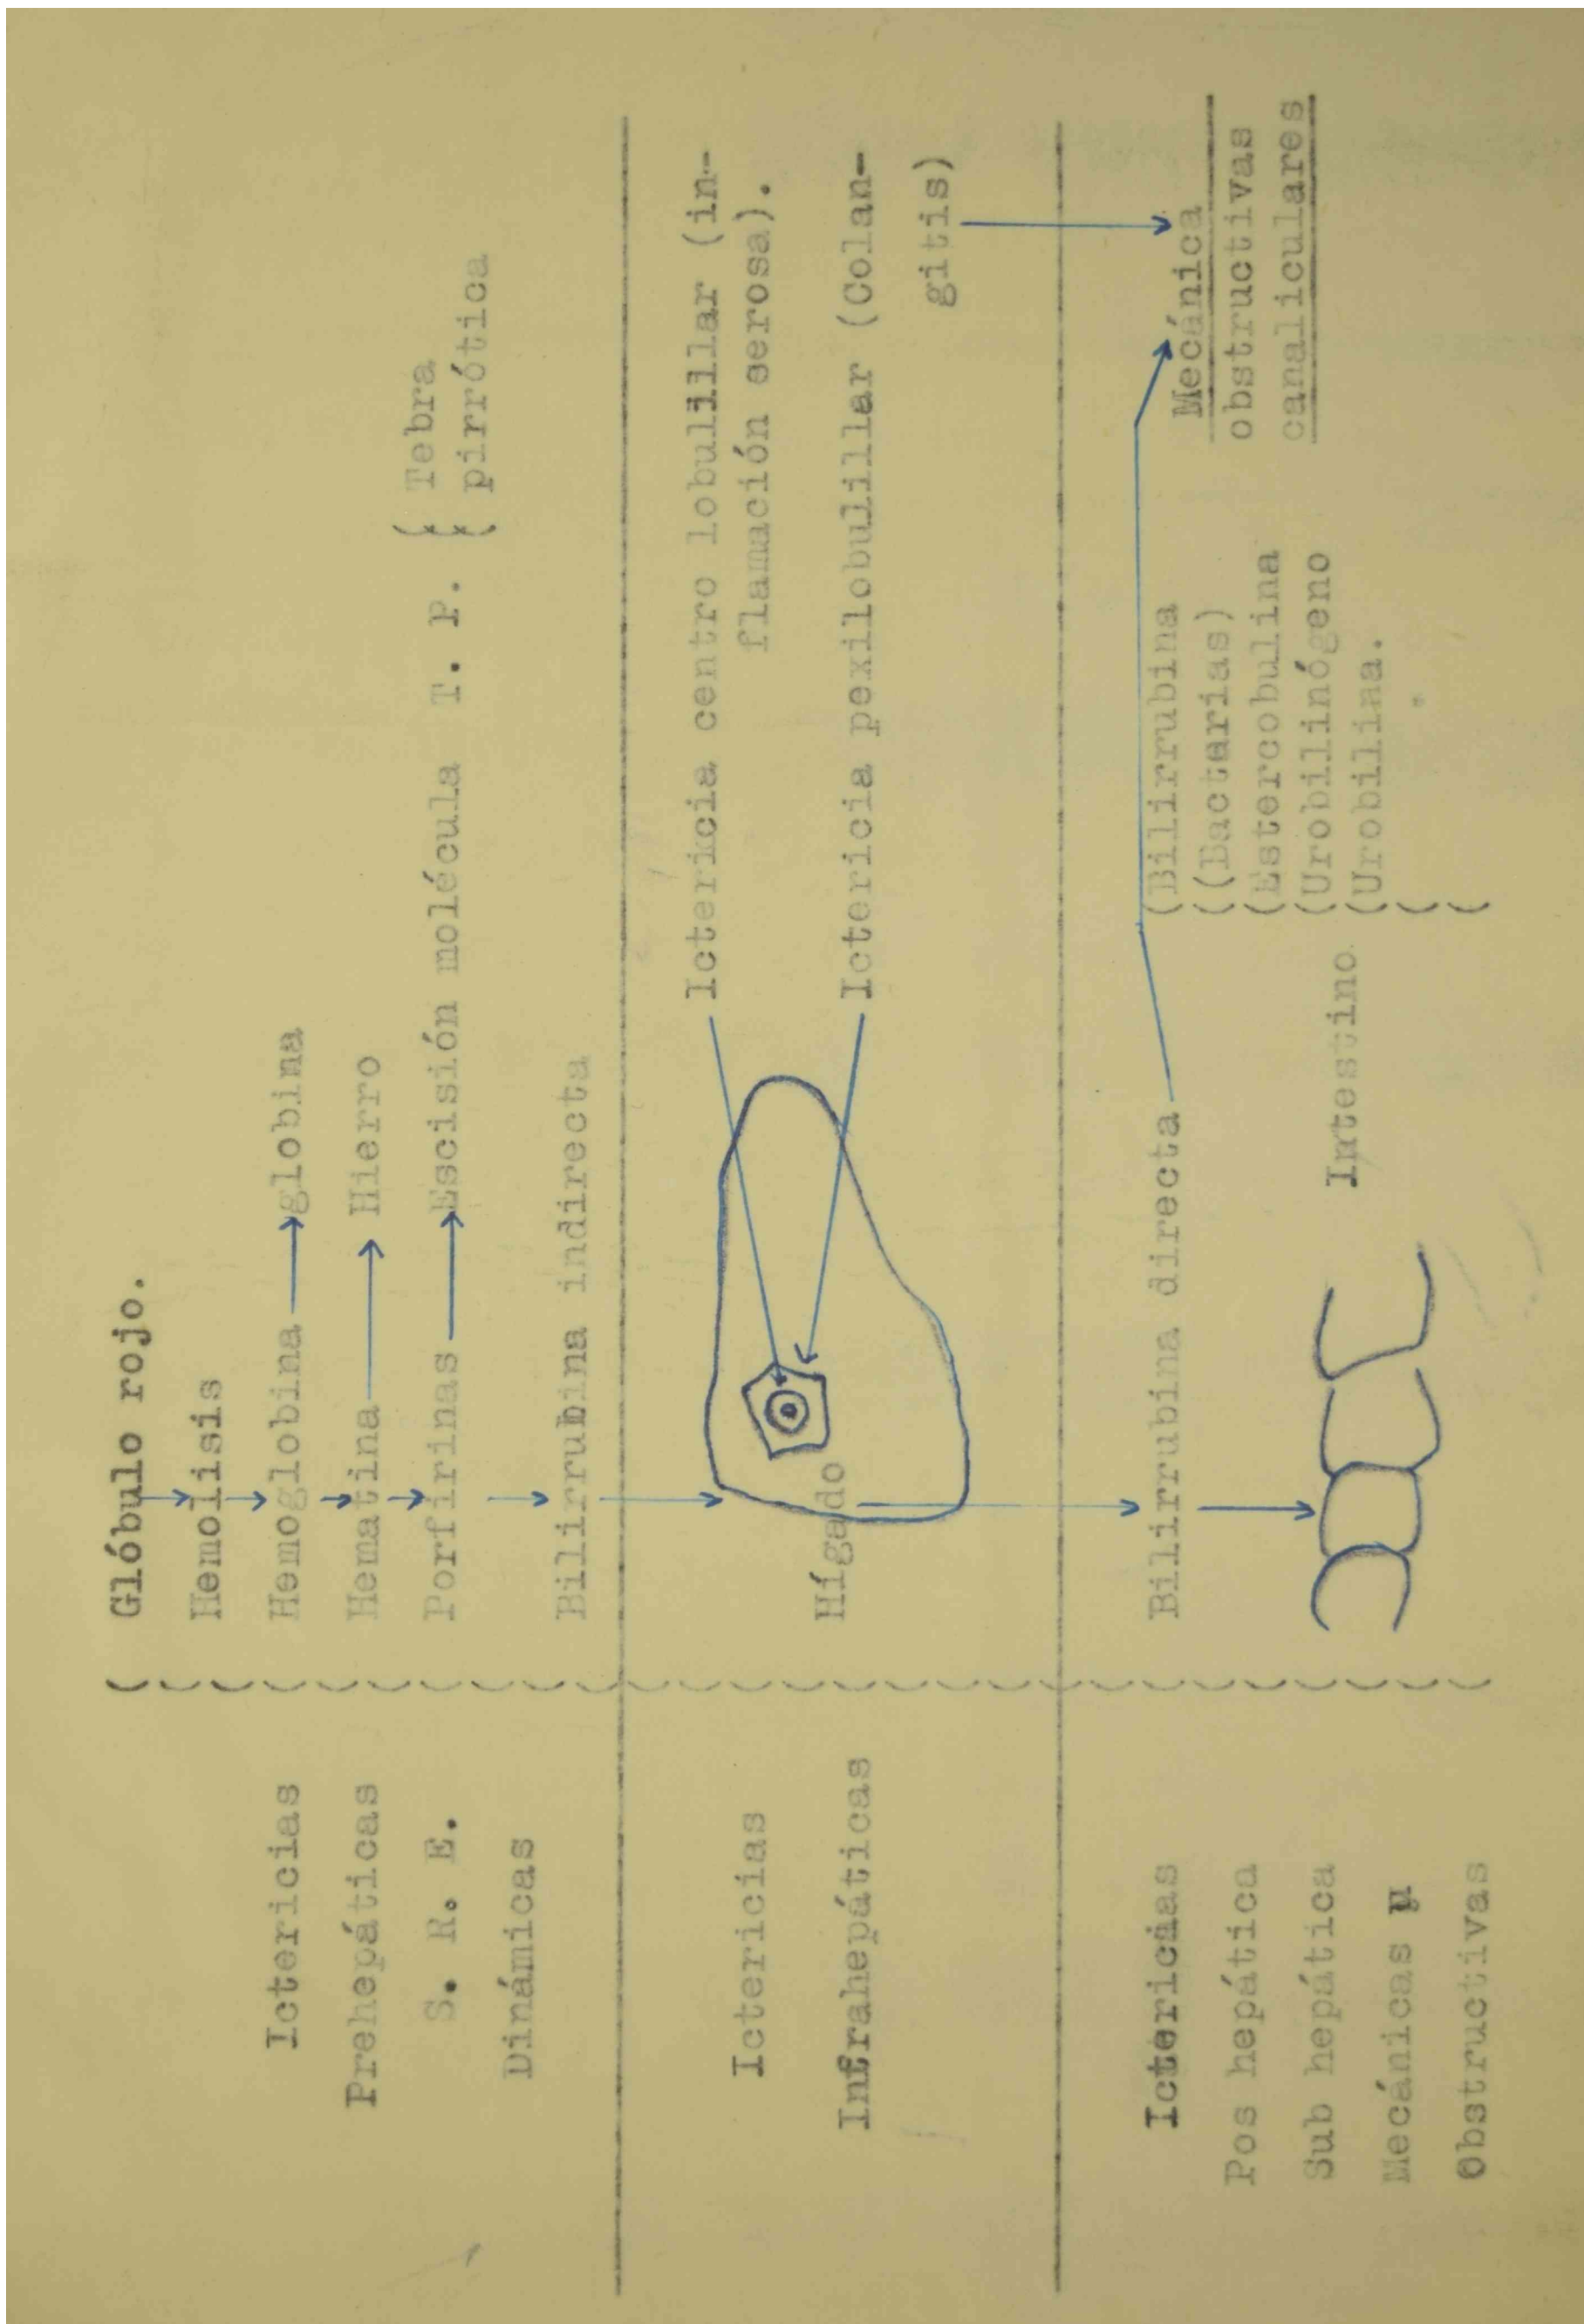 Glóbulo rojo.
Hemolisis
Ictericias
Hemoglobina globina
Prehepáticas
Hematina Hierro
S. R. E.
Porfirinas Escisión molécula T. P. { Tebra
{ pirrótica
Dinámicas
Bilirrubina indirecta
Ictericias
Infrahepáticas
Hígado
Ictericia centro lobulillar (in-
flamación serosa).
Ictericia pexilobulillar (Colan-
gitis)
Ictericias
Pos hepática
Sub hepática
Mecánicas y
Obstructivas
Bilirrubina directa
Intestino
(Bilirrubina
((Bacterias)
(Estercobulina
(Urobilinógeno
(Urobilina.
Mecánica
obstructivas
canaliculares